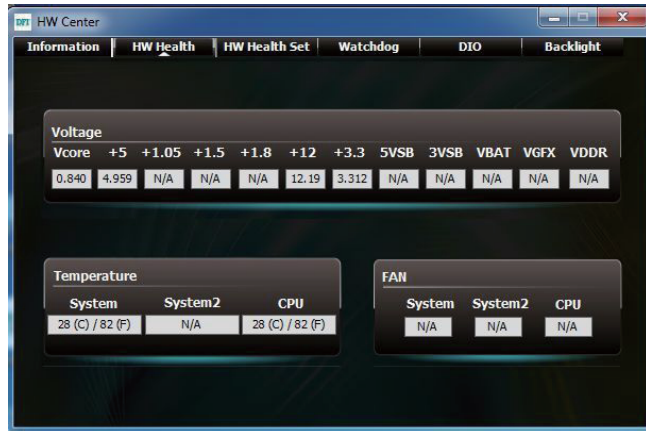 DFI HW Center
Information HW Health HW Health Set Watchdog DIO Backlight
Voltage
Vcore +5 +1.05 +1.5 +1.8 +12 +3.3 5VSB 3VSB VBAT VGFX VDDR
0.840 4.959 N/A N/A N/A 12.19 3.312 N/A N/A N/A N/A N/A
Temperature
System System2 CPU
28 (C) / 82 (F) N/A 28 (C) / 82 (F)
FAN
System System2 CPU
N/A N/A N/A